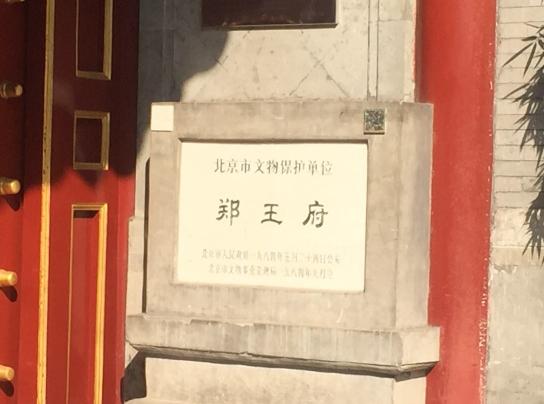 北京市文物保护单位
郑王府
北京市人民政府一九八四年五月二十四日公布
北京市文物事业管理局一九八四年九月立